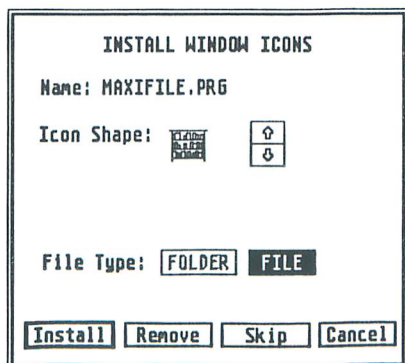 INSTALL WINDOW ICONS
Name: MAXIFILE.PRG
Icon Shape:
File Type: FOLDER FILE
Install Remove Skip Cancel